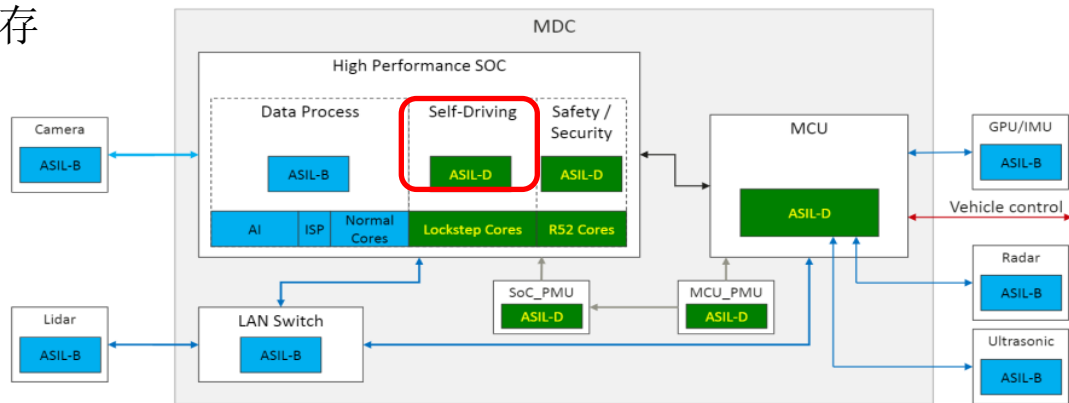 存
MDC
High Performance SOC
Data Process
Self-Driving
Safety /
Security
ASIL-B
ASIL-D
ASIL-D
AI
ISP
Normal
Cores
Lockstep Cores
R52 Cores
Camera
ASIL-B
Lidar
ASIL-B
LAN Switch
ASIL-B
SoC_PMU
ASIL-D
MCU_PMU
ASIL-D
MCU
ASIL-D
GPU/IMU
ASIL-B
Vehicle control
Radar
ASIL-B
Ultrasonic
ASIL-B